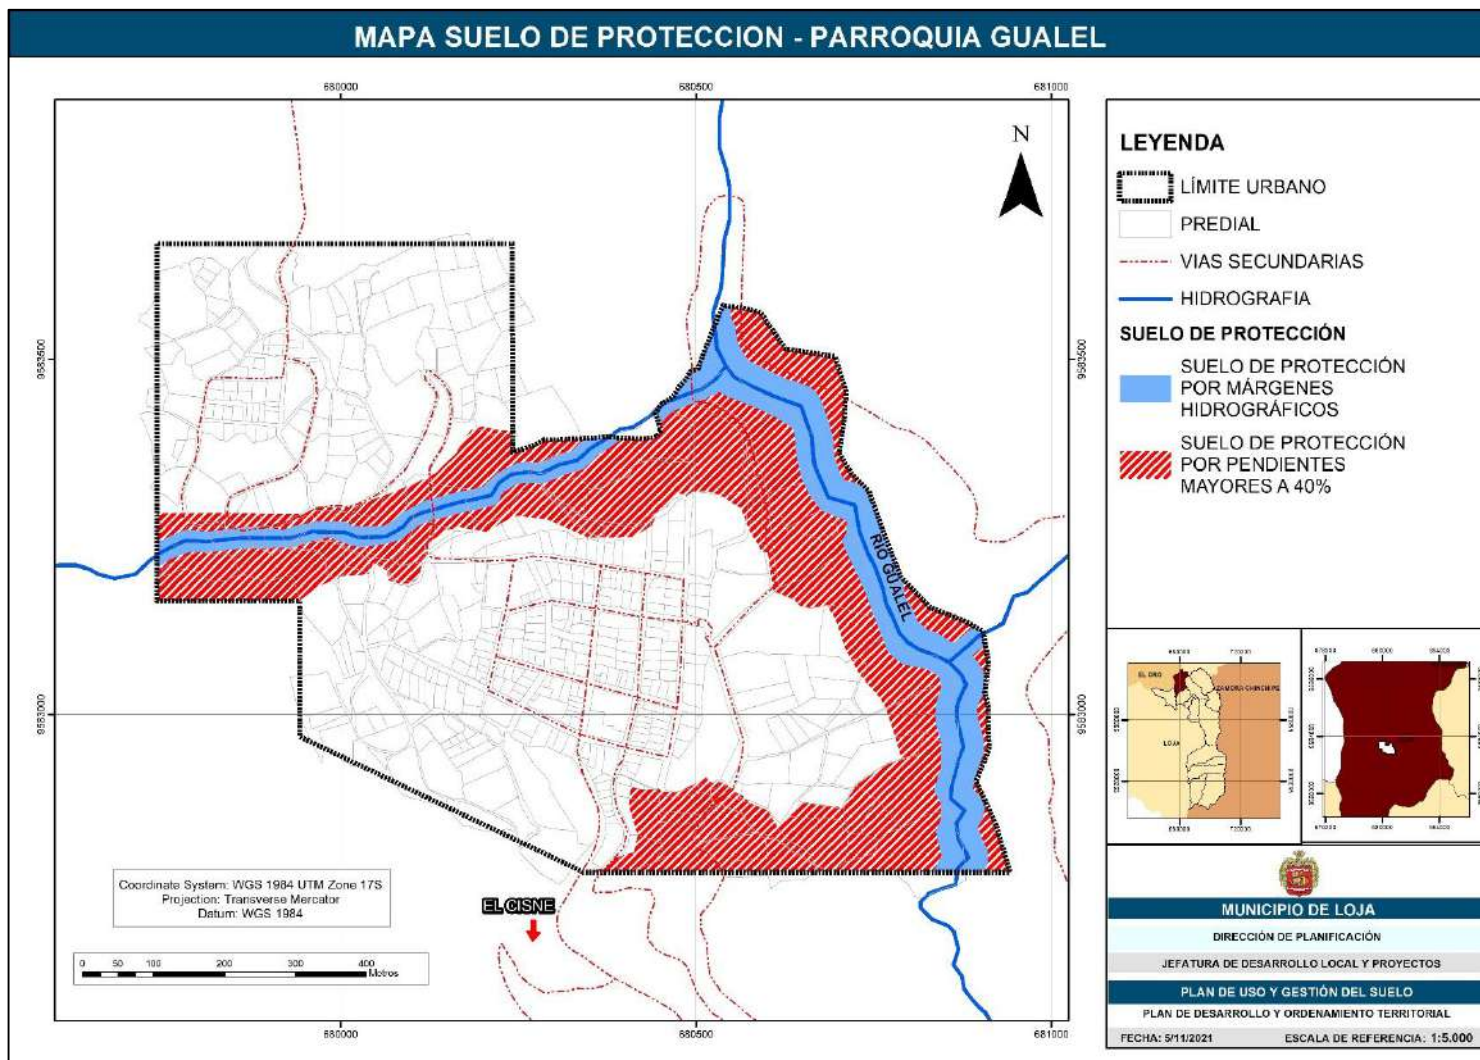 MAPA SUELO DE PROTECCION - PARROQUIA GUALEL
680000
680500
681000
9583500
9583500
9583000
9583000
N
RIO GUALEL
EL CISNE
Coordinate System: WGS 1984 UTM Zone 17S
Projection: Transverse Mercator
Datum: WGS 1984
0 50 100 200 300 400
Metros
680000
680500
681000
LEYENDA
LÍMITE URBANO
PREDIAL
VIAS SECUNDARIAS
HIDROGRAFIA
SUELO DE PROTECCIÓN
SUELO DE PROTECCIÓN
POR MÁRGENES
HIDROGRÁFICOS
SUELO DE PROTECCIÓN
POR PENDIENTES
MAYORES A 40%
EL ORO
ZAMORA CHINCHIPE
LOJA
MUNICIPIO DE LOJA
DIRECCIÓN DE PLANIFICACIÓN
JEFATURA DE DESARROLLO LOCAL Y PROYECTOS
PLAN DE USO Y GESTIÓN DEL SUELO
PLAN DE DESARROLLO Y ORDENAMIENTO TERRITORIAL
FECHA: 5/11/2021 ESCALA DE REFERENCIA: 1:5.000